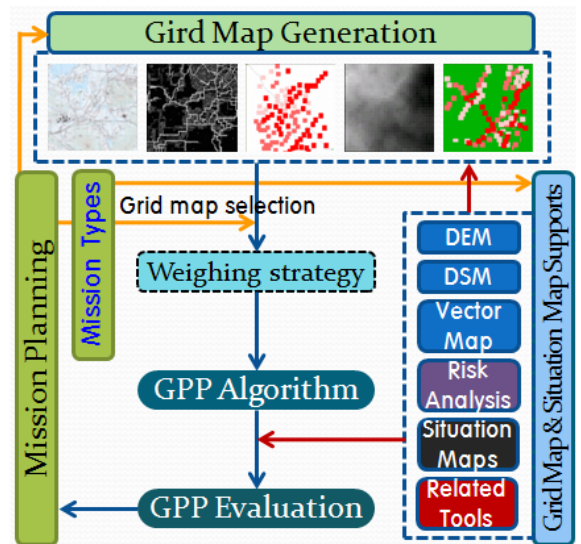 Gird Map Generation
Mission Planning
Mission Types
Grid map selection
Weighing strategy
GPP Algorithm
GPP Evaluation
DEM
DSM
Vector
Map
Risk
Analysis
Situation
Maps
Related
Tools
Grid Map & Situation Map Supports